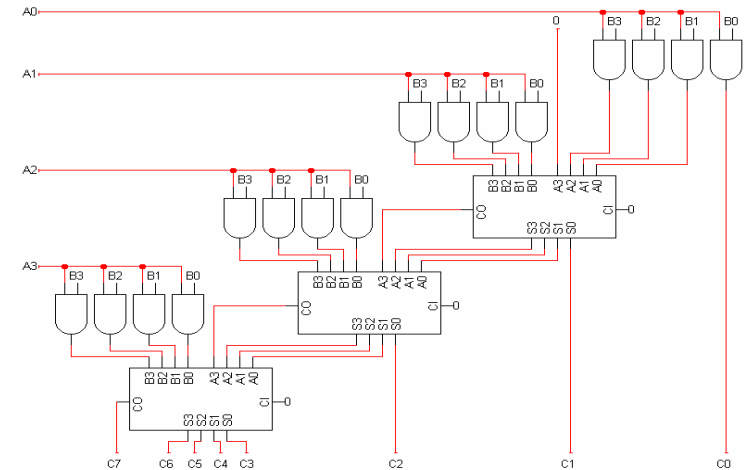 A0
0 B3 B2 B1 B0
A1
B3 B2 B1 B0
A2
B3 B2 B1 B0
B3 B2 B1 B0 A3 A2 A1 A0
CO CI 0
S3 S2 S1 S0
A3
B3 B2 B1 B0
B3 B2 B1 B0 A3 A2 A1 A0
CO CI 0
S3 S2 S1 S0
B3 B2 B1 B0 A3 A2 A1 A0
CO CI 0
S3 S2 S1 S0
C7 C6 C5 C4 C3 C2 C1 C0